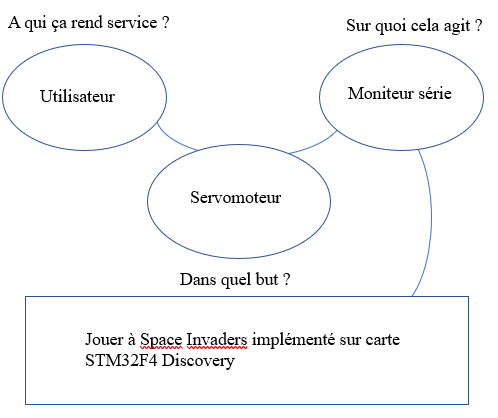 A qui ça rend service ?
Sur quoi cela agit ?
Utilisateur
Moniteur série
Servomoteur
Dans quel but ?
Jouer à Space Invaders implémenté sur carte
STM32F4 Discovery